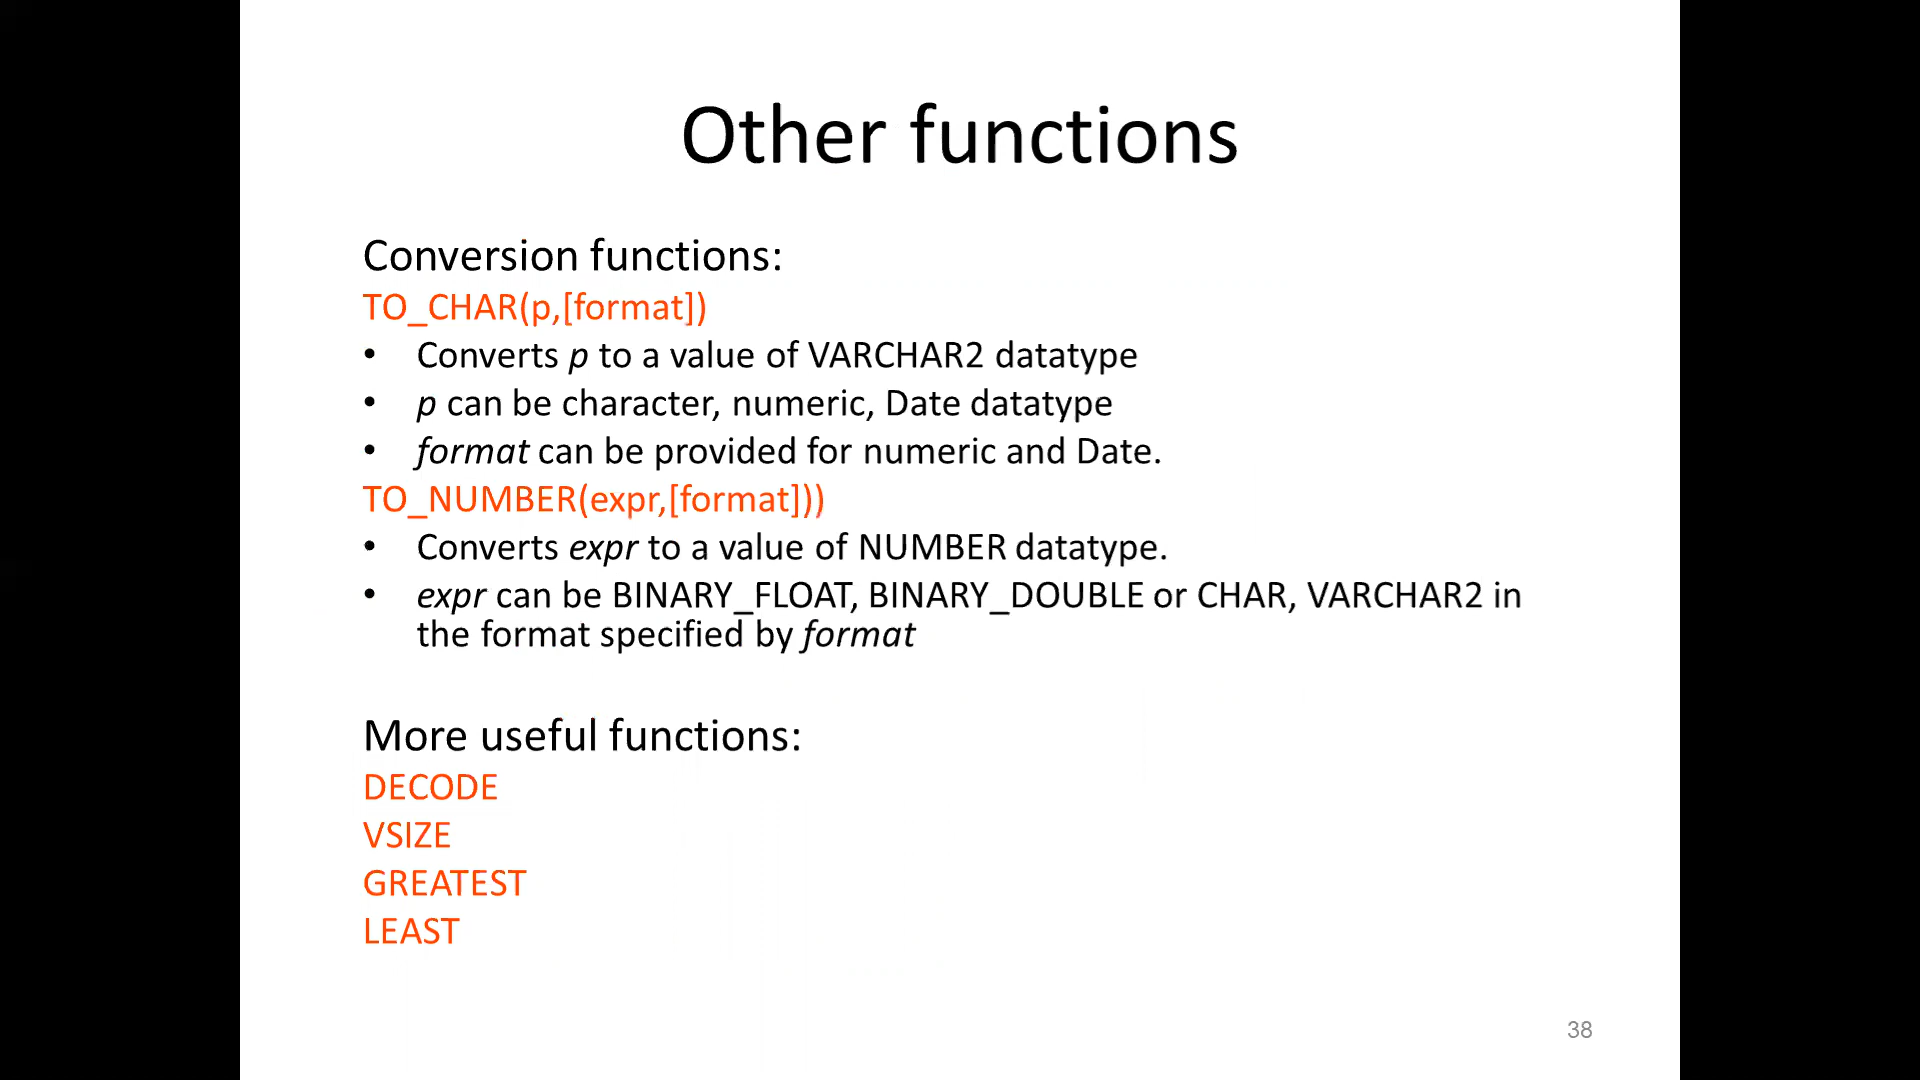 Other functions
Conversion functions:
TO_CHAR(p,[format])
• Converts p to a value of VARCHAR2 datatype
• p can be character, numeric, Date datatype
• format can be provided for numeric and Date.
TO_NUMBER(expr,[format]))
• Converts expr to a value of NUMBER datatype.
• expr can be BINARY_FLOAT, BINARY_DOUBLE or CHAR, VARCHAR2 in
the format specified by format
More useful functions:
DECODE
VSIZE
GREATEST
LEAST
38